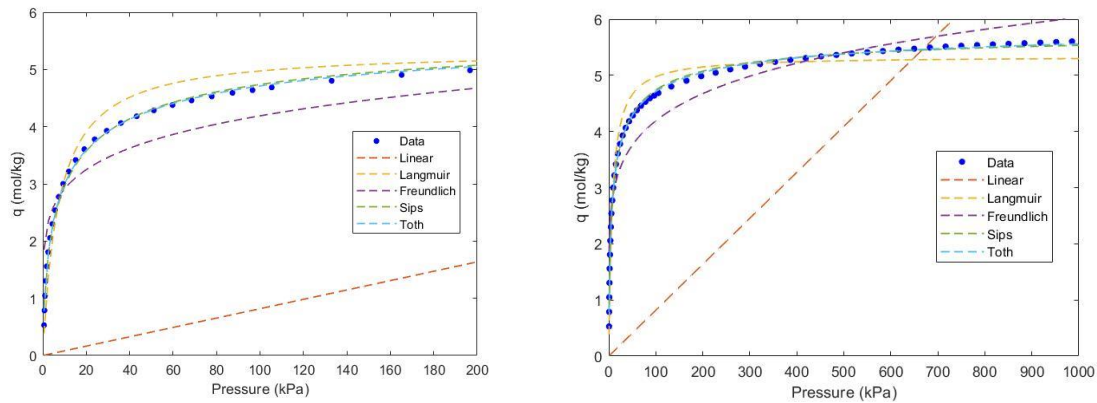 6
5
4
3
2
1
0
q (mol/kg)
0 20 40 60 80 100 120 140 160 180 200
Pressure (kPa)
Data
Linear
Langmuir
Freundlich
Sips
Toth
6
5
4
3
2
1
0
q (mol/kg)
0 100 200 300 400 500 600 700 800 900 1000
Pressure (kPa)
Data
Linear
Langmuir
Freundlich
Sips
Toth